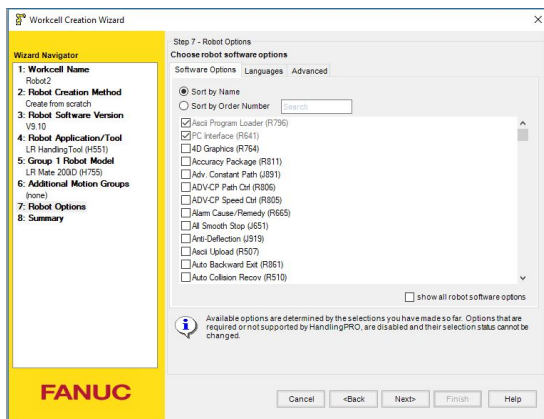 Workcell Creation Wizard
Wizard Navigator
1: Workcell Name
Robot2
2: Robot Creation Method
Create from scratch
3: Robot Software Version
V9.10
4: Robot Application/Tool
LR HandlingTool (H551)
5: Group 1 Robot Model
LR Mate 200iD (H755)
6: Additional Motion Groups
(none)
7: Robot Options
8: Summary
FANUC
Step 7 - Robot Options
Choose robot software options
Software Options Languages Advanced
Sort by Name
Sort by Order Number Search
Ascii Program Loader (R796)
PC Interface (R641)
4D Graphics (R764)
Accuracy Package (R811)
Adv. Constant Path (J891)
ADV-CP Path Ctrl (R806)
ADV-CP Speed Ctrl (R805)
Alarm Cause/Remedy (R665)
All Smooth Stop (J651)
Anti-Deflection (J919)
Ascii Upload (R507)
Auto Backward Exit (R861)
Auto Collision Recov (R510)
show all robot software options
Available options are determined by the selections you have made so far. Options that are
required or not supported by HandlingPRO, are disabled and their selection status cannot be
changed.
Cancel <Back Next> Finish Help